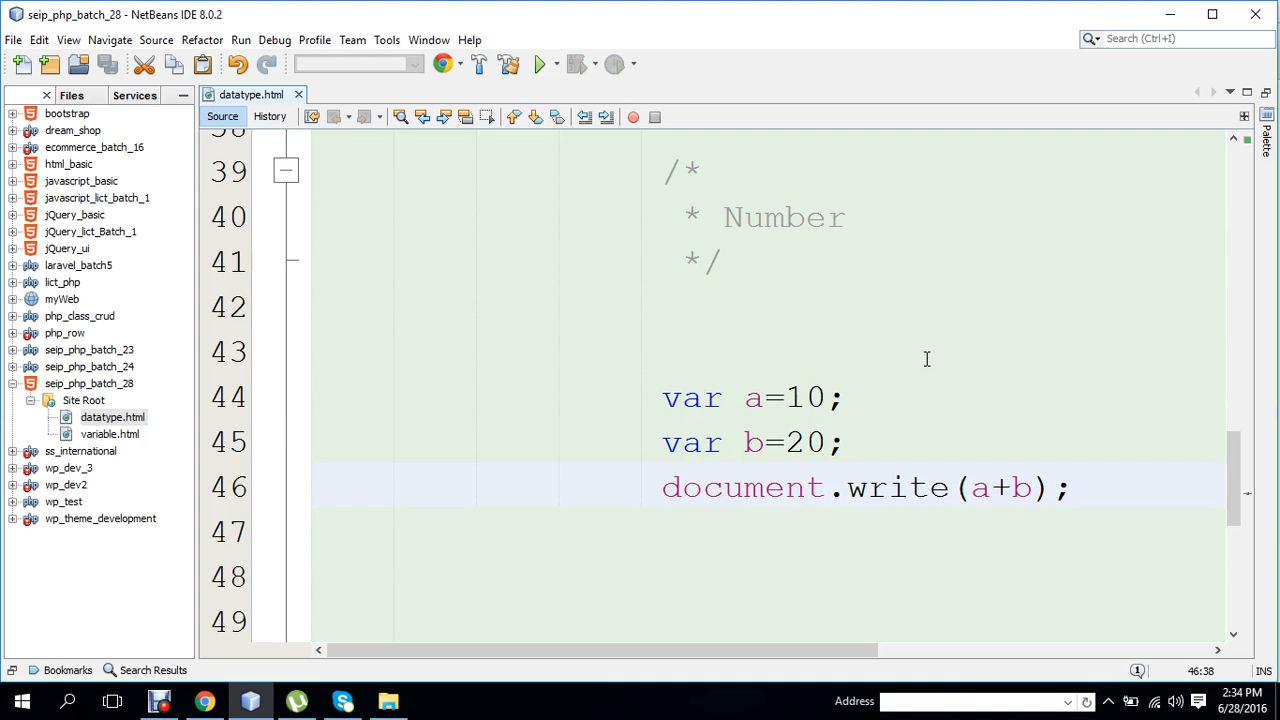 seip_php_batch_28 - NetBeans IDE 8.0.2
File Edit View Navigate Source Refactor Run Debug Profile Team Tools Window Help
Search (Ctrl+I)
Files Services
datatype.html
Source History
Palette
bootstrap
dream_shop
ecommerce_batch_16
html_basic
javascript_basic
javascript_lict_batch_1
jQuery_basic
jQuery_lict_Batch_1
jQuery_ui
laravel_batch5
lict_php
myWeb
php_class_crud
php_row
seip_php_batch_23
seip_php_batch_24
seip_php_batch_28
Site Root
datatype.html
variable.html
ss_international
wp_dev_3
wp_dev2
wp_test
wp_theme_development
38
39 /*
40 * Number
41 */
42
43
44 var a=10;
45 var b=20;
46 document.write(a+b);
47
48
49
Bookmarks Search Results
1 46:38 INS
Address
2:34 PM
6/28/2016